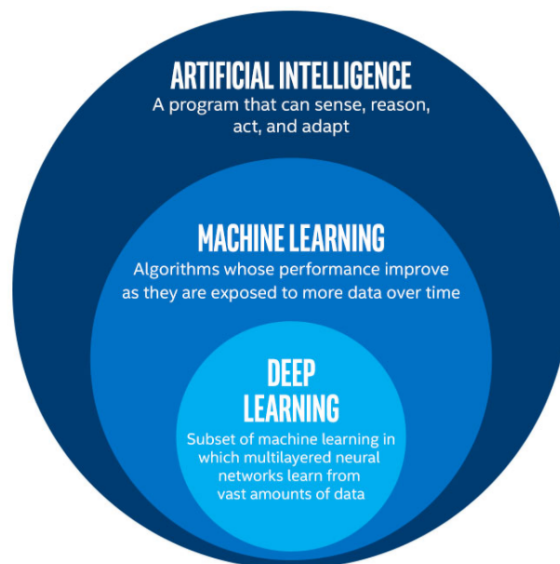 ARTIFICIAL INTELLIGENCE
A program that can sense, reason,
act, and adapt
MACHINE LEARNING
Algorithms whose performance improve
as they are exposed to more data over time
DEEP
LEARNING
Subset of machine learning in
which multilayered neural
networks learn from
vast amounts of data